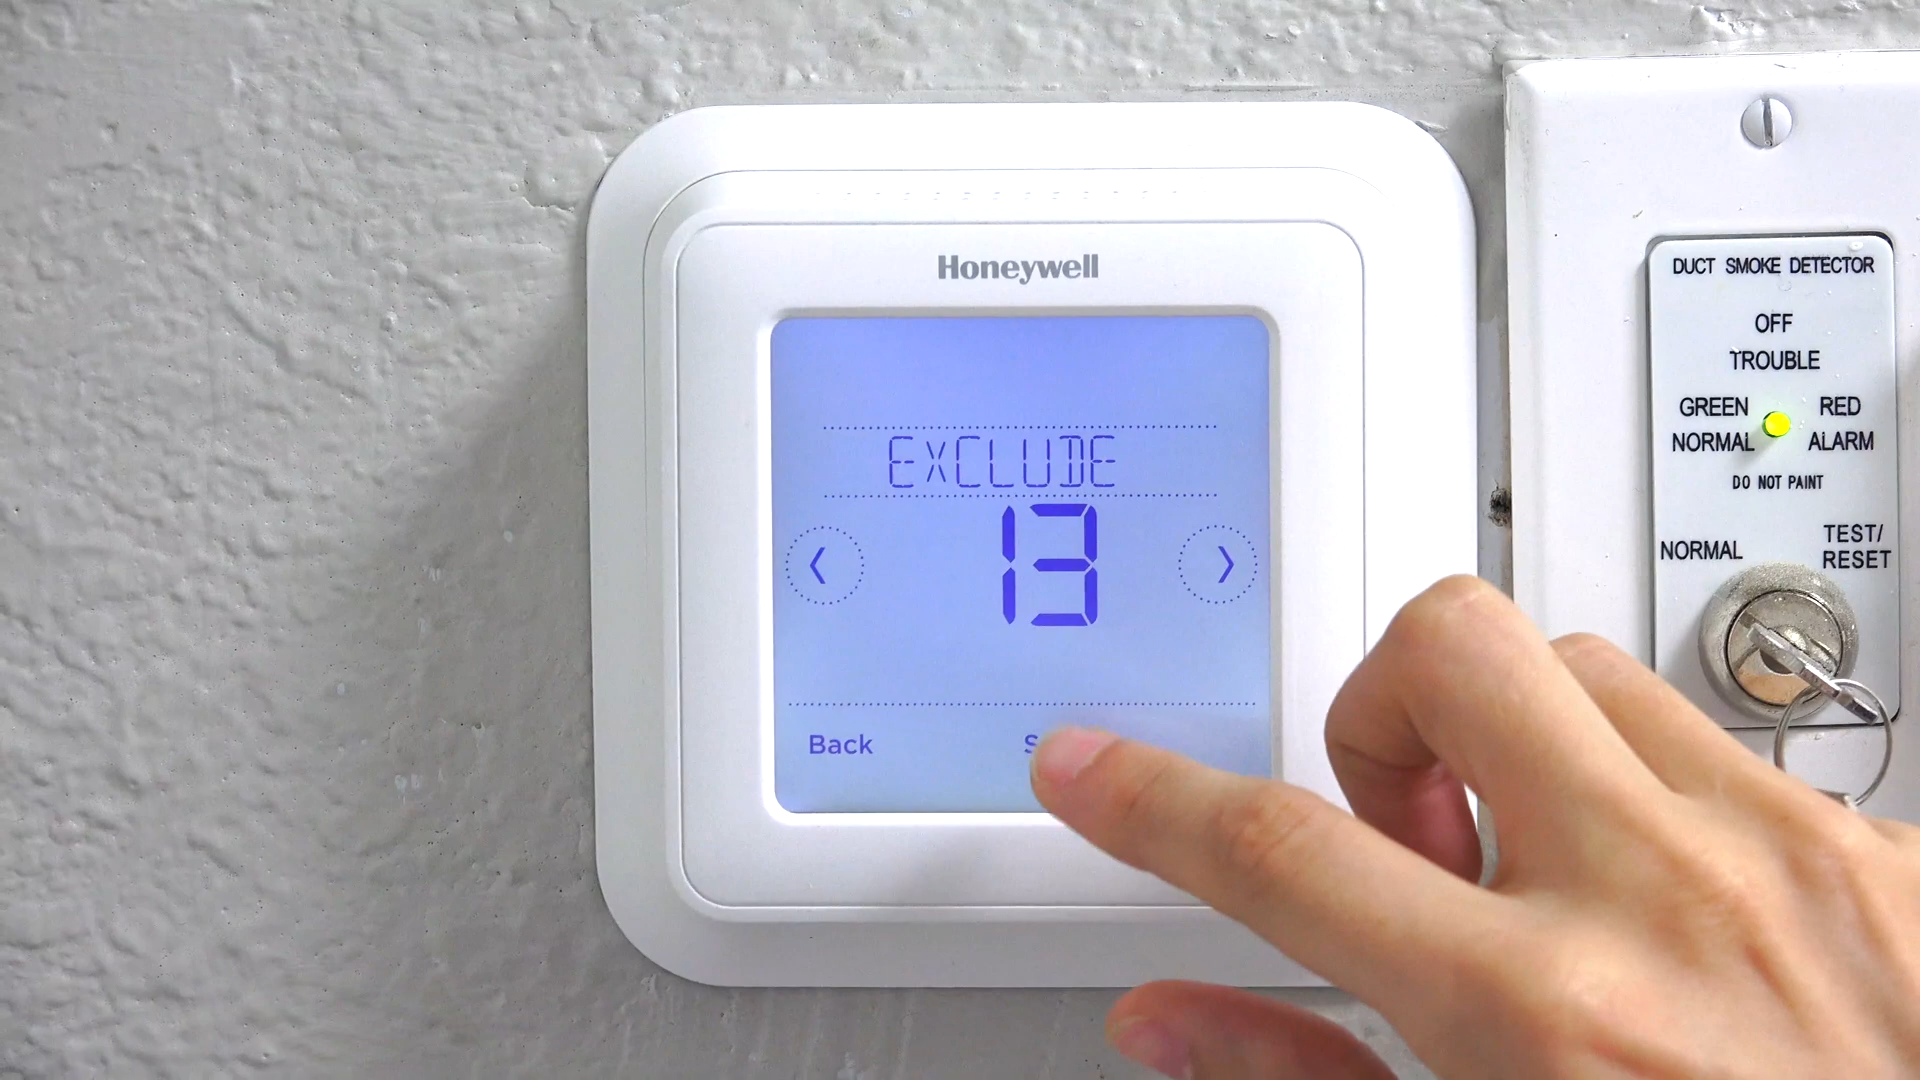 Honeywell
EXCLUDE
13
Back
DUCT SMOKE DETECTOR
OFF
TROUBLE
GREEN RED
NORMAL ALARM
DO NOT PAINT
NORMAL TEST/
RESET